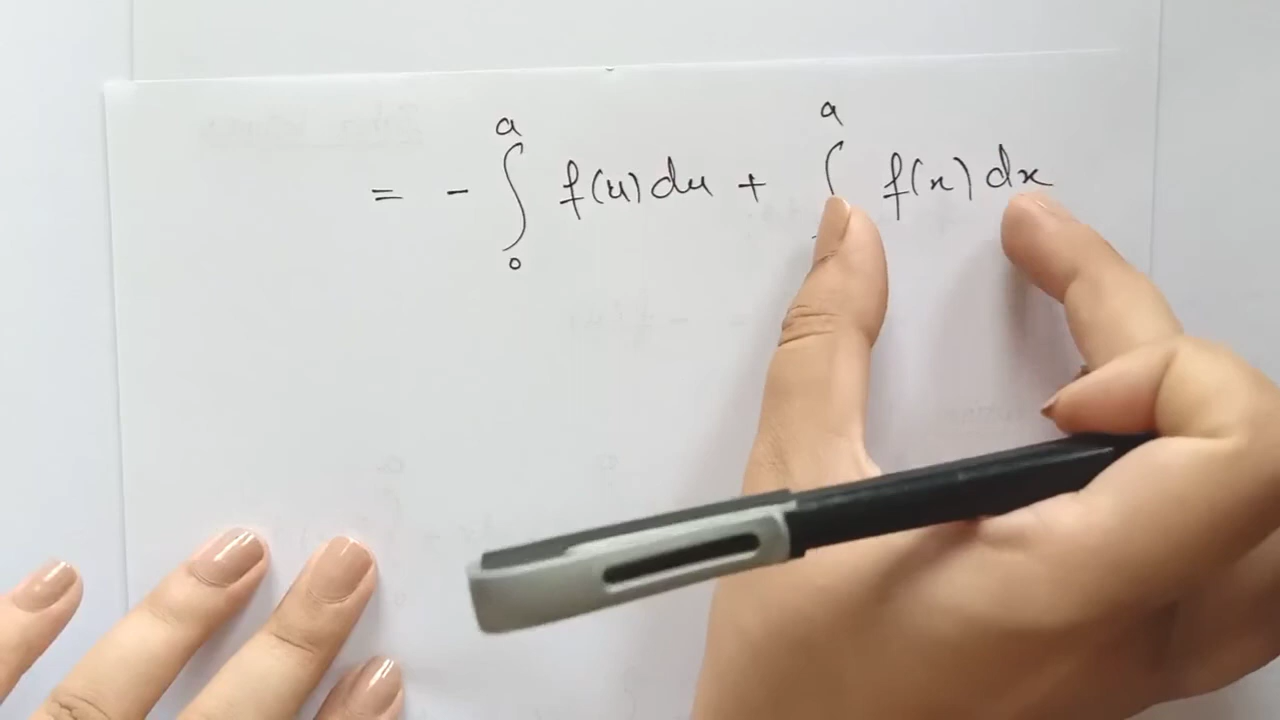 = - ∫₀ᵃ f(u) du + ∫ᵃ f(x) dx